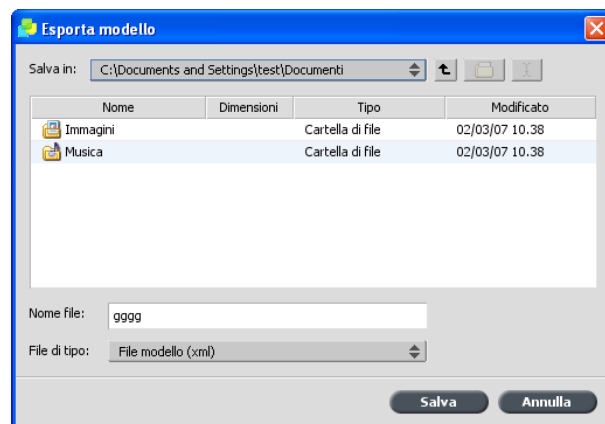 Esporta modello
Salva in: C:\Documents and Settings\test\Documenti
Nome Dimensioni Tipo Modificato
Immagini Cartella di file 02/03/07 10.38
Musica Cartella di file 02/03/07 10.38
Nome file: gggg
File di tipo: File modello (xml)
Salva Annulla